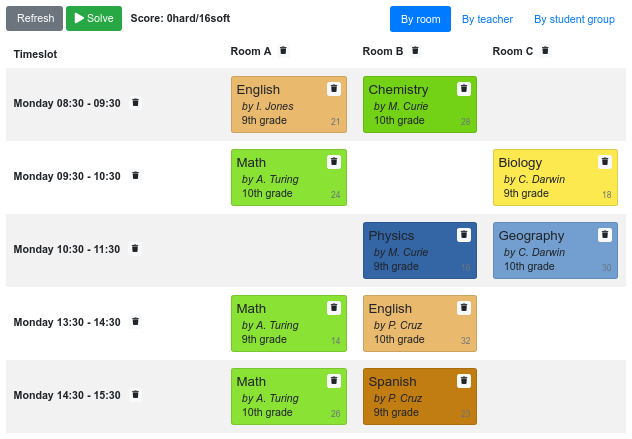 Refresh Solve Score: 0hard/16soft By room By teacher By student group
Timeslot Room A Room B Room C
Monday 08:30 - 09:30
English
by I. Jones
9th grade 21
Chemistry
by M. Curie
10th grade 28
Monday 09:30 - 10:30
Math
by A. Turing
10th grade 24
Biology
by C. Darwin
9th grade 18
Monday 10:30 - 11:30
Physics
by M. Curie
9th grade 16
Geography
by C. Darwin
10th grade 30
Monday 13:30 - 14:30
Math
by A. Turing
9th grade 14
English
by P. Cruz
10th grade 32
Monday 14:30 - 15:30
Math
by A. Turing
10th grade 26
Spanish
by P. Cruz
9th grade 23